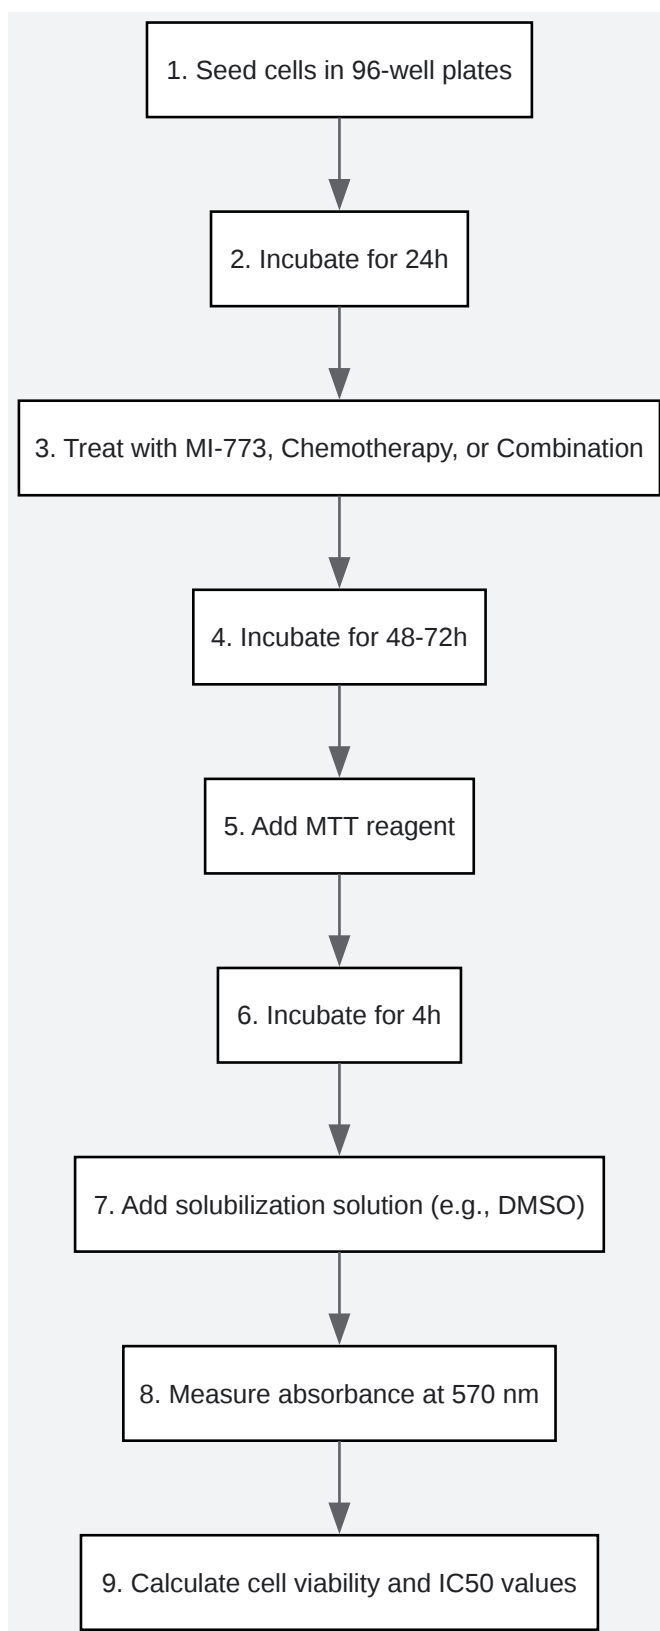 1. Seed cells in 96-well plates
2. Incubate for 24h
3. Treat with MI-773, Chemotherapy, or Combination
4. Incubate for 48-72h
5. Add MTT reagent
6. Incubate for 4h
7. Add solubilization solution (e.g., DMSO)
8. Measure absorbance at 570 nm
9. Calculate cell viability and IC50 values